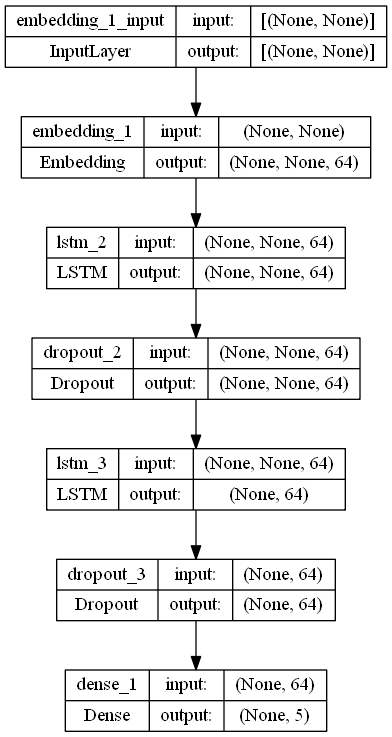 embedding_1_input input: [(None, None)]
InputLayer output: [(None, None)]
embedding_1 input: (None, None)
Embedding output: (None, None, 64)
lstm_2 input: (None, None, 64)
LSTM output: (None, None, 64)
dropout_2 input: (None, None, 64)
Dropout output: (None, None, 64)
lstm_3 input: (None, None, 64)
LSTM output: (None, 64)
dropout_3 input: (None, 64)
Dropout output: (None, 64)
dense_1 input: (None, 64)
Dense output: (None, 5)